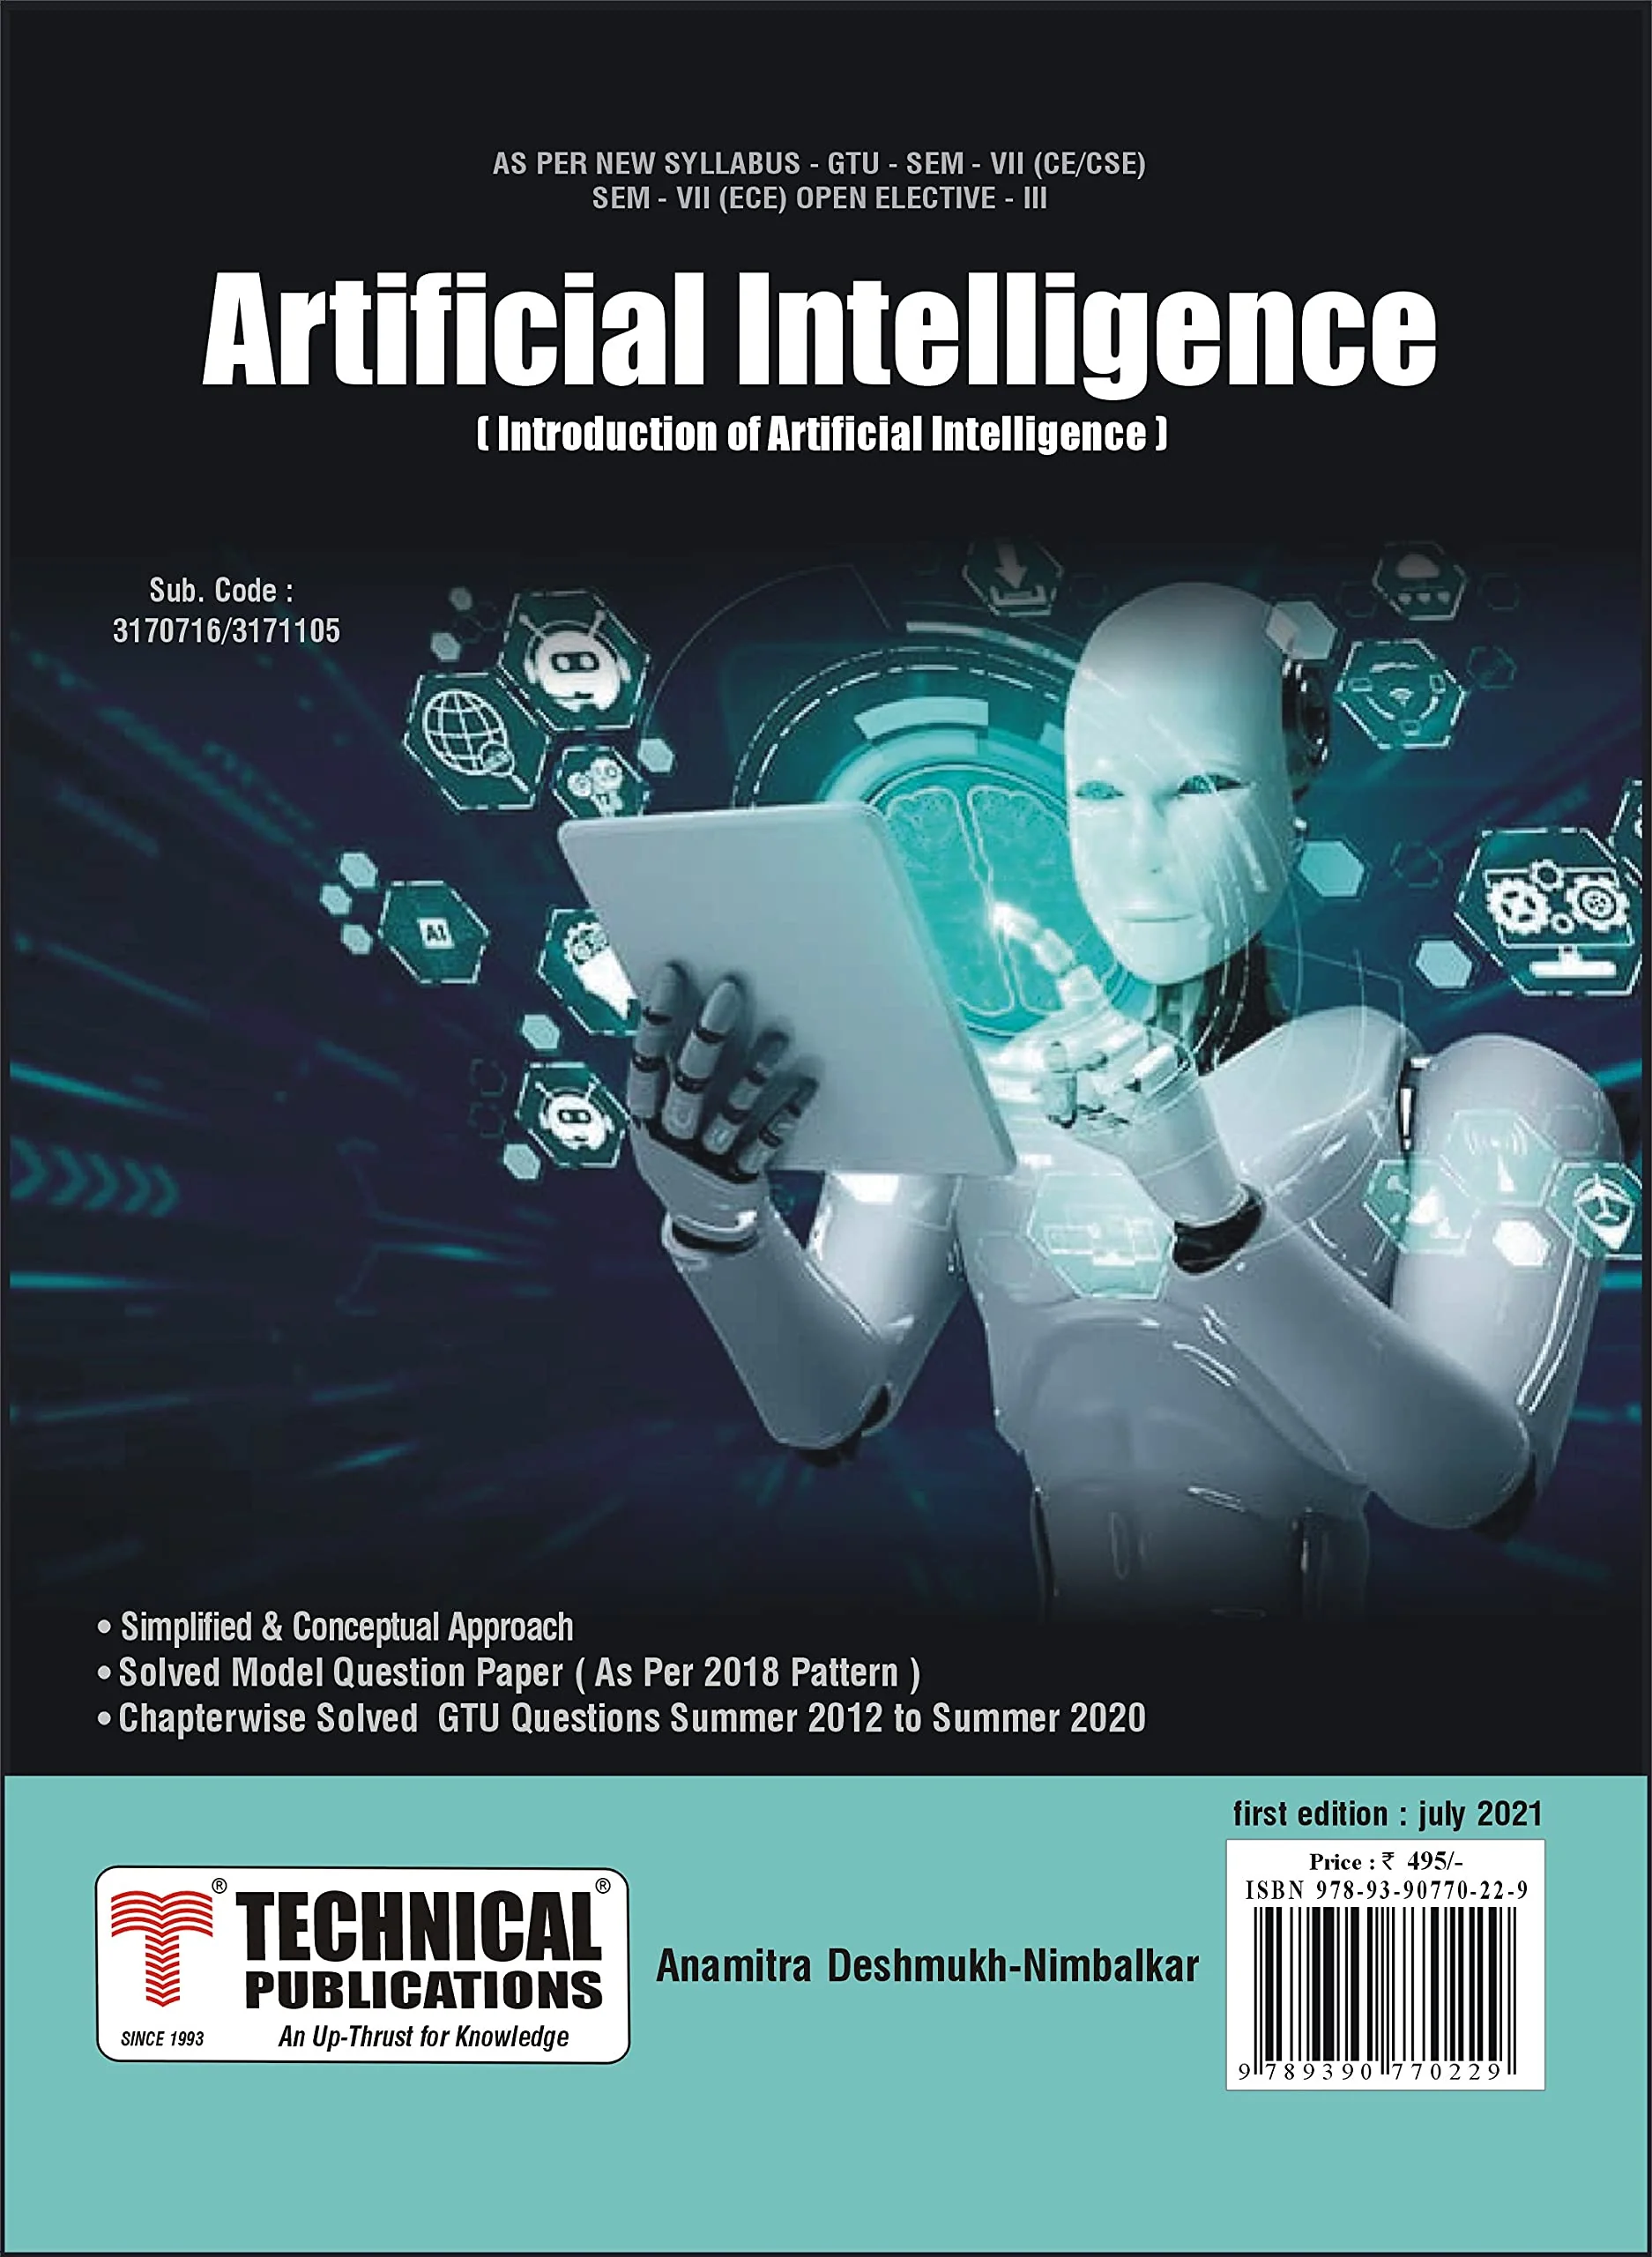 AS PER NEW SYLLABUS - GTU - SEM - VII (CE/CSE)
SEM - VII (ECE) OPEN ELECTIVE - III
Artificial Intelligence
( Introduction of Artificial Intelligence )
Sub. Code :
3170716/3171105
AI
• Simplified & Conceptual Approach
• Solved Model Question Paper ( As Per 2018 Pattern )
• Chapterwise Solved GTU Questions Summer 2012 to Summer 2020
first edition : july 2021
Price : ₹ 495/-
ISBN 978-93-90770-22-9
9 789390 770229
® TECHNICAL ®
PUBLICATIONS
SINCE 1993 An Up-Thrust for Knowledge
Anamitra Deshmukh-Nimbalkar